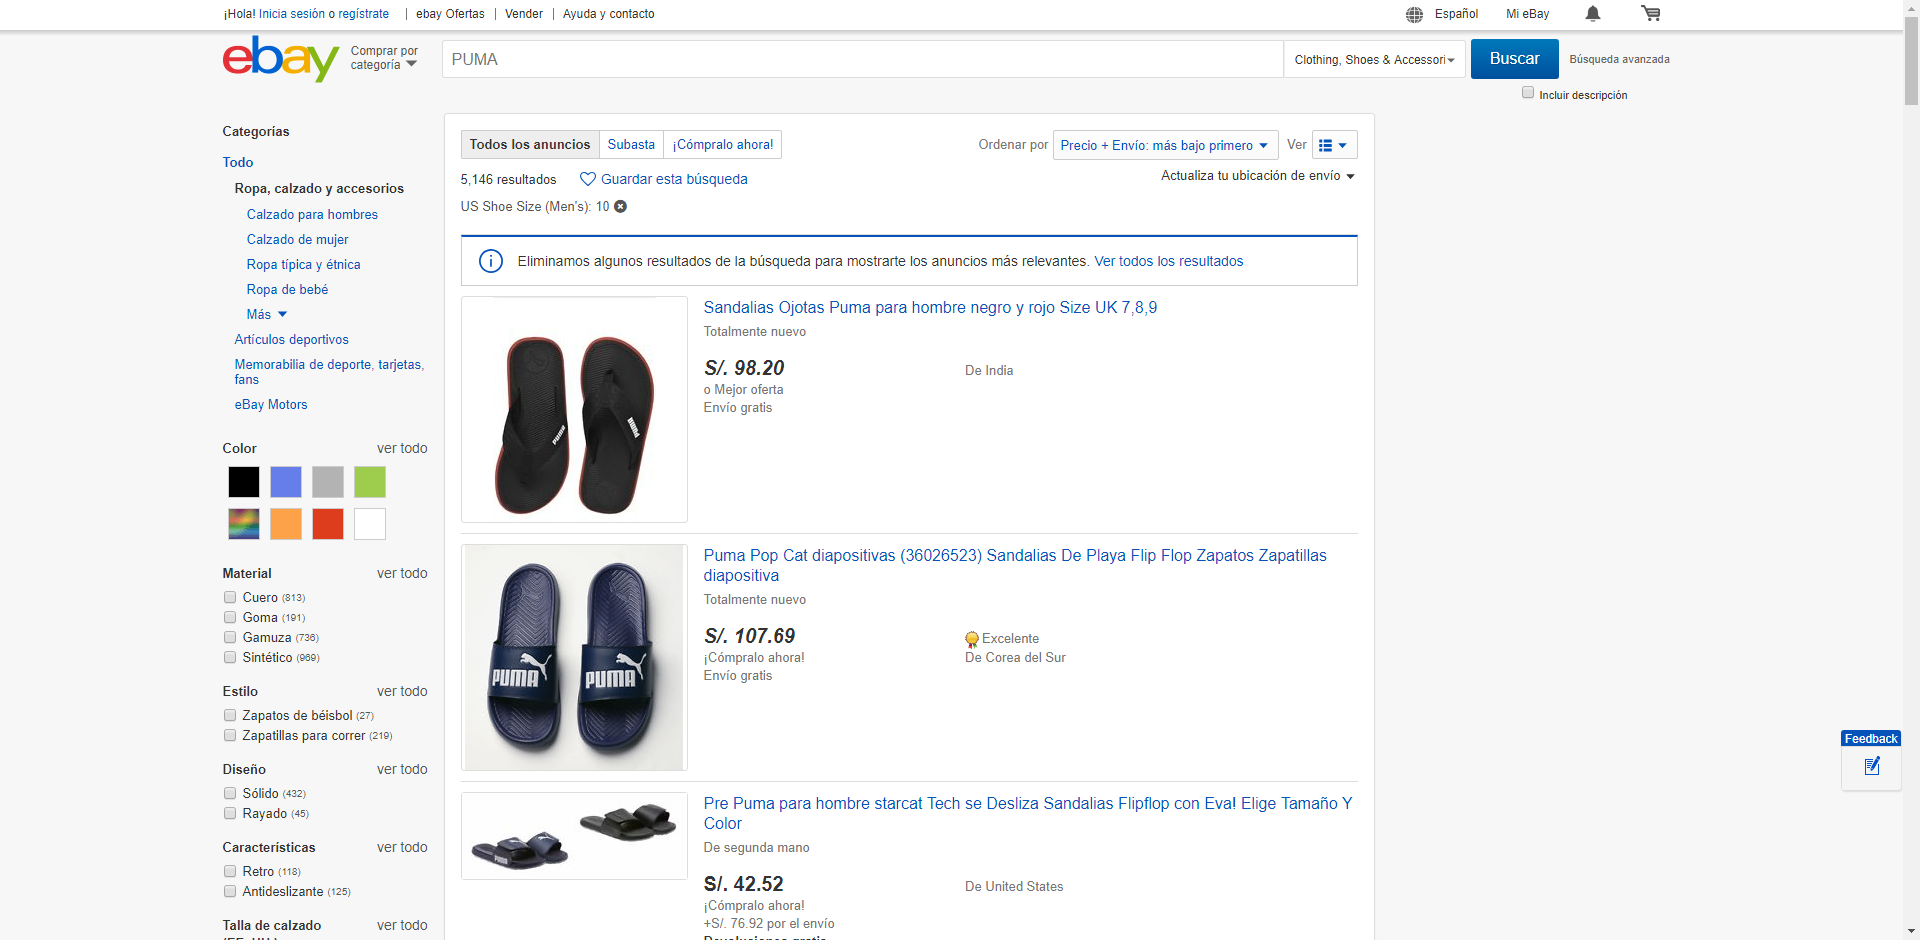 ¡Hola! Inicia sesión o regístrate | ebay Ofertas | Vender | Ayuda y contacto
Español Mi eBay
ebay
Comprar por
categoría
PUMA
Clothing, Shoes & Accessori
Buscar
Búsqueda avanzada
Incluir descripción
Categorías
Todo
Ropa, calzado y accesorios
Calzado para hombres
Calzado de mujer
Ropa típica y étnica
Ropa de bebé
Más
Artículos deportivos
Memorabilia de deporte, tarjetas,
fans
eBay Motors
Color ver todo
Material ver todo
Cuero (813)
Goma (191)
Gamuza (736)
Sintético (969)
Estilo ver todo
Zapatos de béisbol (27)
Zapatillas para correr (219)
Diseño ver todo
Sólido (432)
Rayado (45)
Características ver todo
Retro (118)
Antideslizante (125)
Talla de calzado ver todo
Todos los anuncios Subasta ¡Cómpralo ahora!
Ordenar por Precio + Envío: más bajo primero Ver
5,146 resultados Guardar esta búsqueda
Actualiza tu ubicación de envío
US Shoe Size (Men's): 10
Eliminamos algunos resultados de la búsqueda para mostrarte los anuncios más relevantes. Ver todos los resultados
PUMA PUMA
Sandalias Ojotas Puma para hombre negro y rojo Size UK 7,8,9
Totalmente nuevo
S/. 98.20
De India
o Mejor oferta
Envío gratis
PUMA PUMA
Puma Pop Cat diapositivas (36026523) Sandalias De Playa Flip Flop Zapatos Zapatillas
diapositiva
Totalmente nuevo
S/. 107.69
Excelente
¡Cómpralo ahora!
De Corea del Sur
Envío gratis
PUMA
Pre Puma para hombre starcat Tech se Desliza Sandalias Flipflop con Eva! Elige Tamaño Y
Color
De segunda mano
S/. 42.52
De United States
¡Cómpralo ahora!
+S/. 76.92 por el envío
Devoluciones gratis
Feedback